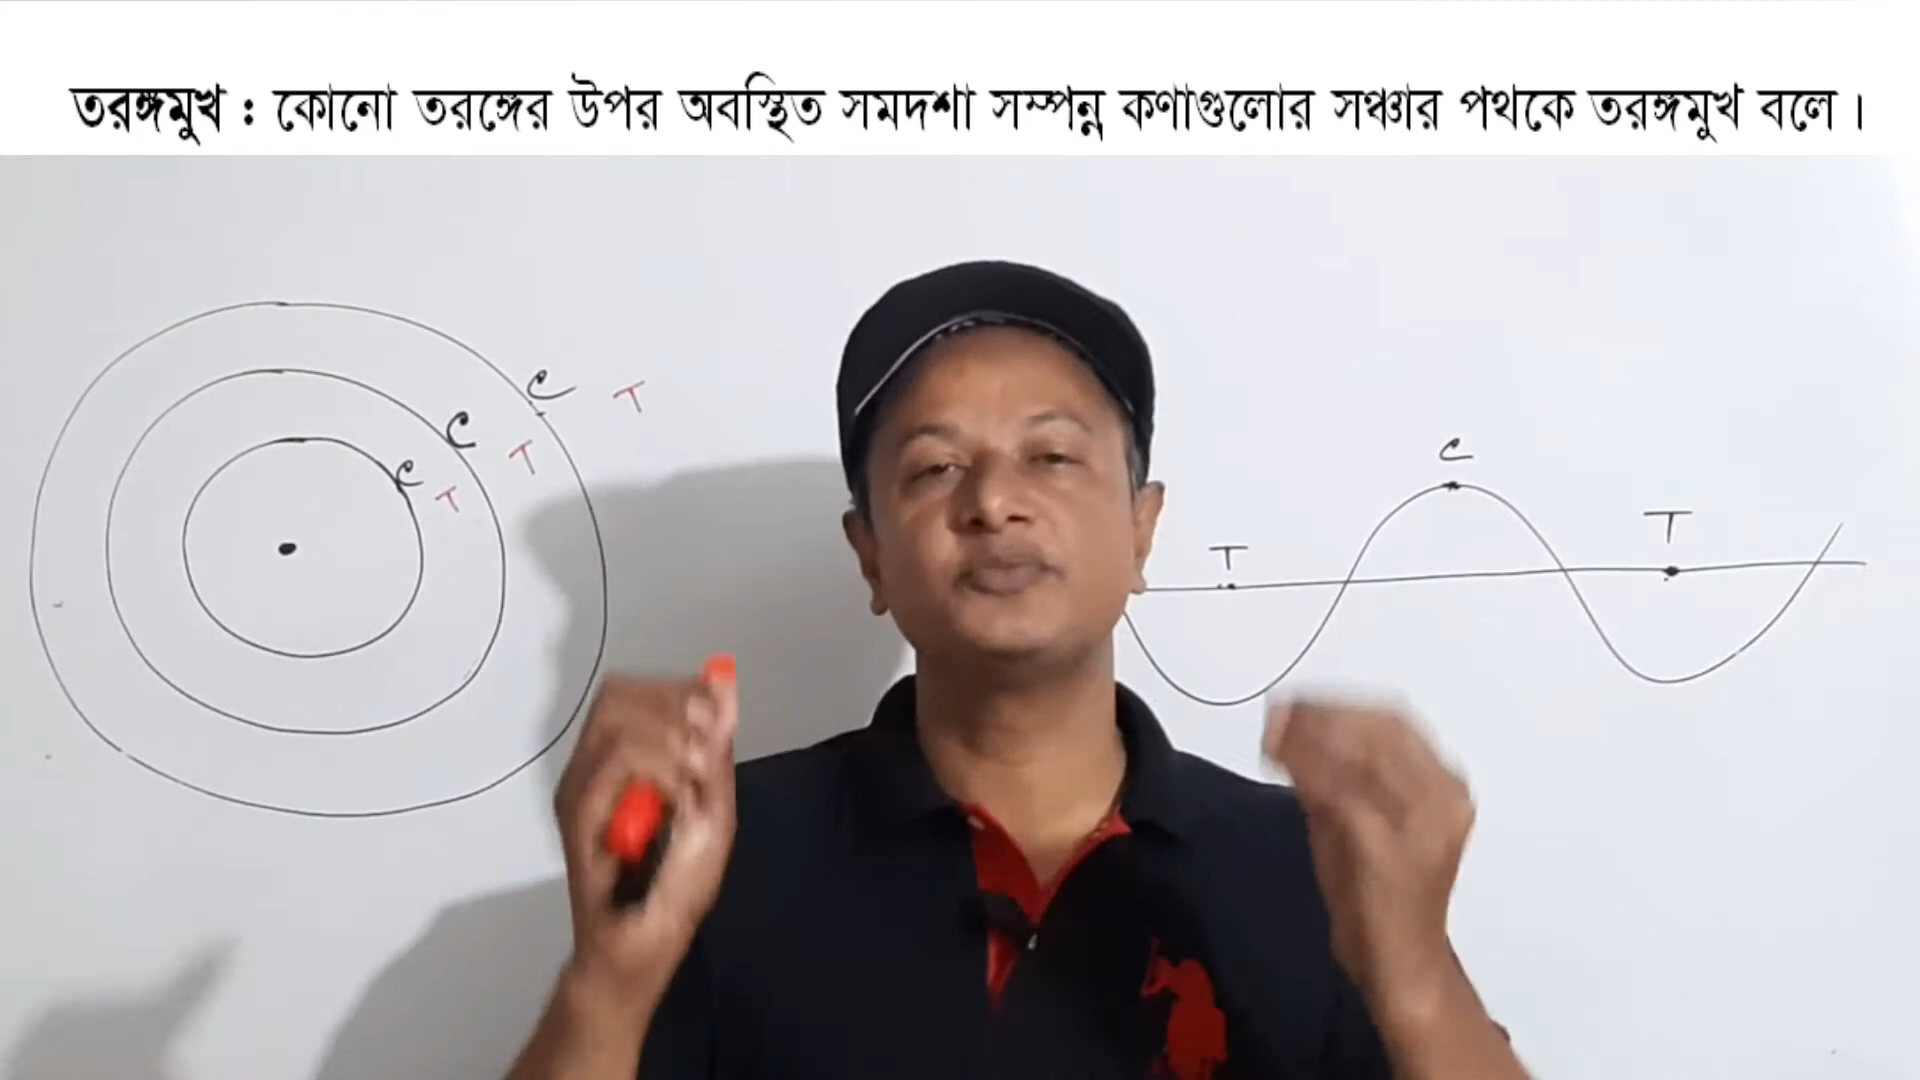 তরঙ্গমুখ : কোনো তরঙ্গের উপর অবস্থিত সমদশা সম্পন্ন কণাগুলোর সঞ্চার পথকে তরঙ্গমুখ বলে।
C T
C T
C T
C
T
T